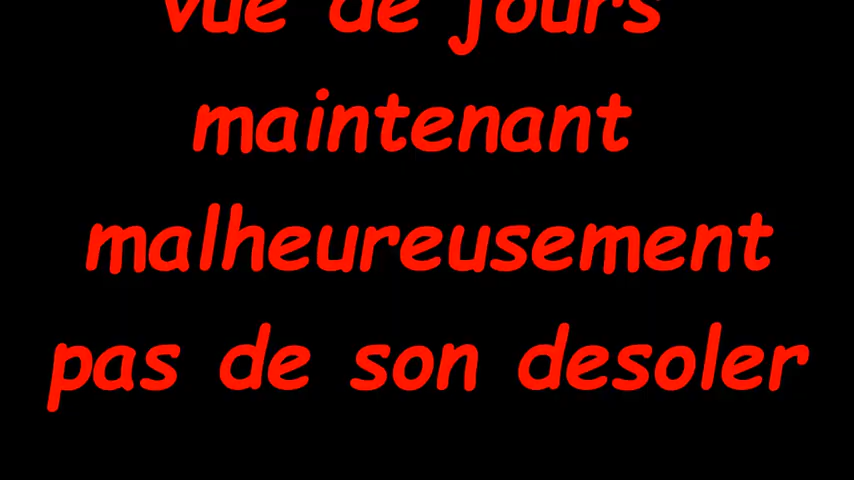 vue de jours
maintenant
malheureusement
pas de son desoler